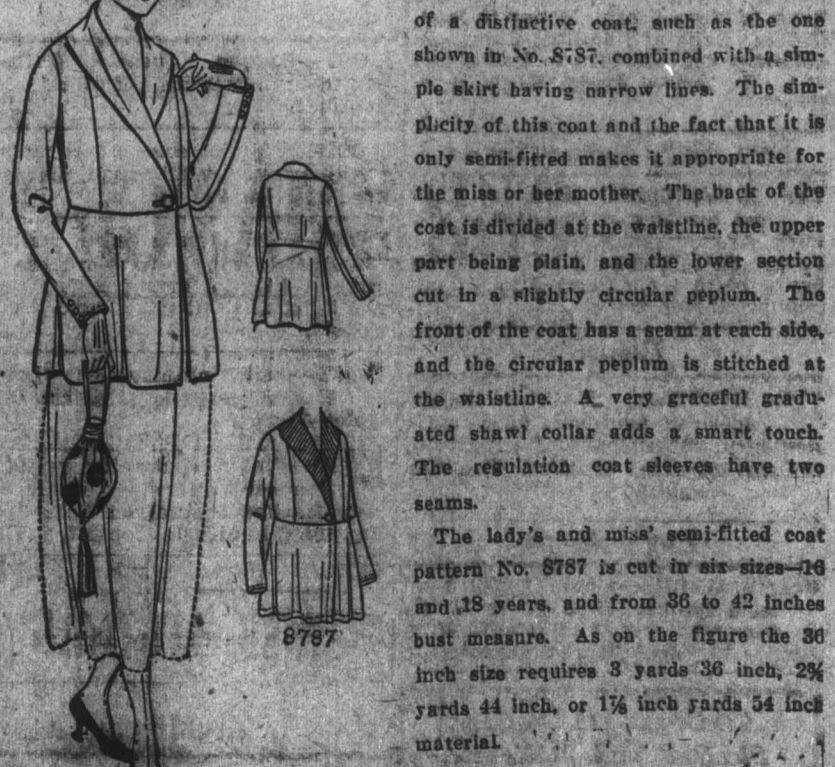 of a distinctive coat, such as the one
shown in No. 8787, combined with a sim-
ple skirt having narrow lines. The sim-
plicity of this coat and the fact that it is
only semi-fitted makes it appropriate for
the miss or her mother. The back of the
coat is divided at the waistline, the upper
part being plain, and the lower section
cut in a slightly circular peplum. The
front of the coat has a seam at each side,
and the circular peplum is stitched at
the waistline. A very graceful gradu-
ated shawl collar adds a smart touch.
The regulation coat sleeves have two
seams.
The lady's and miss' semi-fitted coat
pattern No. 8787 is cut in six sizes—16
and 18 years, and from 36 to 42 inches
bust measure. As on the figure the 36
inch size requires 3 yards 36 inch,
yards 44 inch, or 1⅞ inch yards 54 inch
material.
8787